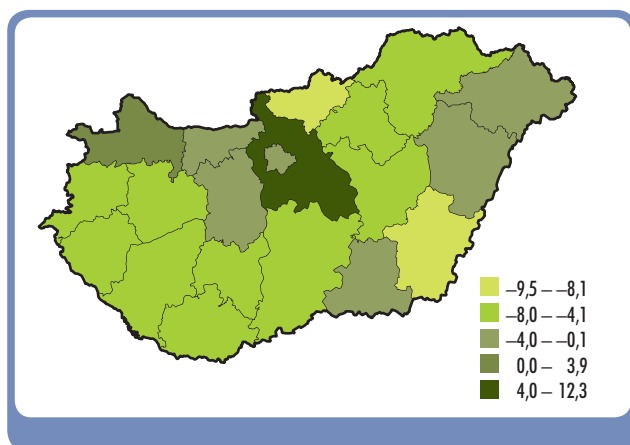 –9,5 – –8,1
–8,0 – –4,1
–4,0 – –0,1
0,0 – 3,9
4,0 – 12,3